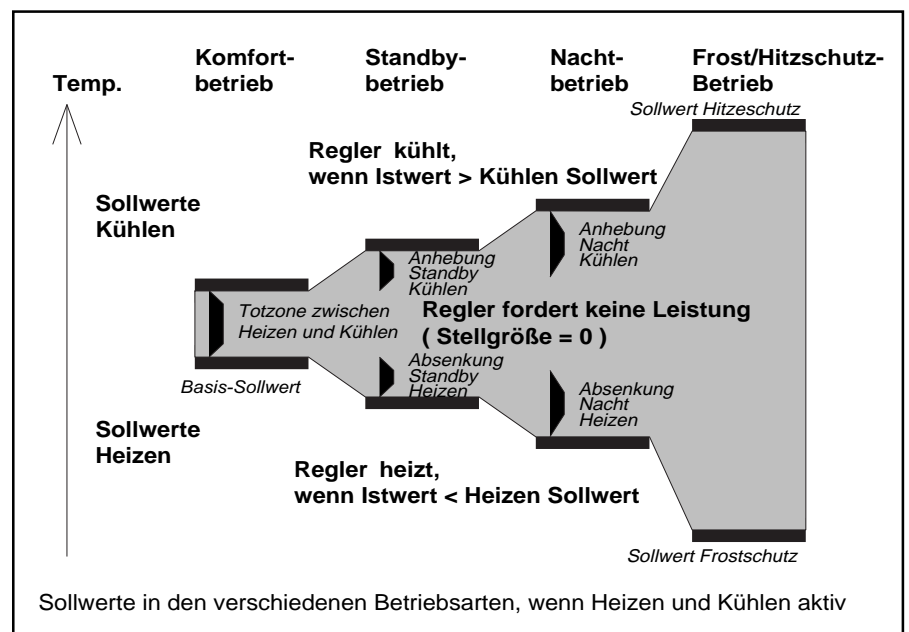 Komfort-
betrieb
Standby-
betrieb
Nacht-
betrieb
Frost/Hitzschutz-
Betrieb
Temp.
Sollwert Hitzeschutz
Regler kühlt,
wenn Istwert > Kühlen Sollwert
Sollwerte
Kühlen
Anhebung
Nacht
Kühlen
Anhebung
Standby
Kühlen
Totzone zwischen
Heizen und Kühlen
Regler fordert keine Leistung
( Stellgröße = 0 )
Absenkung
Standby
Heizen
Basis-Sollwert
Absenkung
Nacht
Heizen
Sollwerte
Heizen
Regler heizt,
wenn Istwert < Heizen Sollwert
Sollwert Frostschutz
Sollwerte in den verschiedenen Betriebsarten, wenn Heizen und Kühlen aktiv